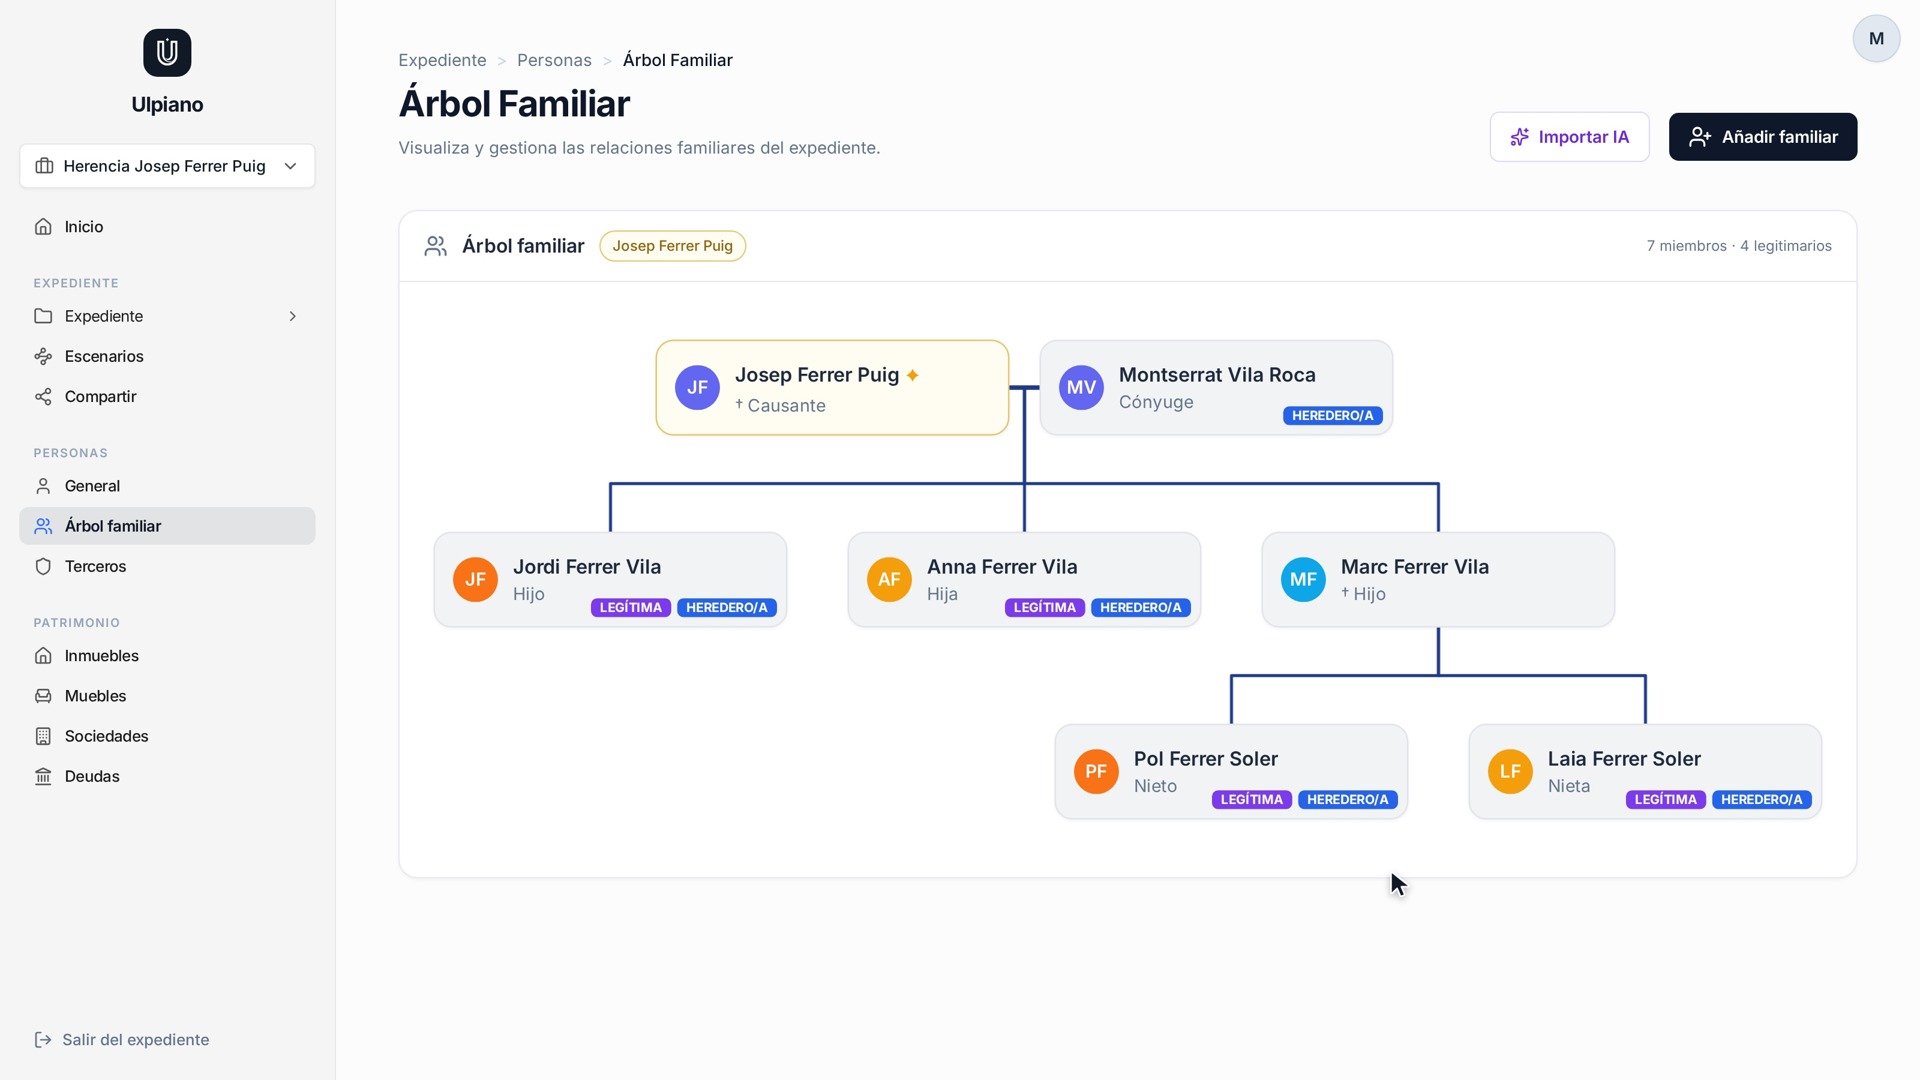 Ulpiano
Herencia Josep Ferrer Puig
Inicio
EXPEDIENTE
Expediente
Escenarios
Compartir
PERSONAS
General
Árbol familiar
Terceros
PATRIMONIO
Inmuebles
Muebles
Sociedades
Deudas
Salir del expediente
M
Expediente > Personas > Árbol Familiar
Árbol Familiar
Visualiza y gestiona las relaciones familiares del expediente.
Importar IA
Añadir familiar
Árbol familiar Josep Ferrer Puig
7 miembros · 4 legitimarios
JF
Josep Ferrer Puig
† Causante
MV
Montserrat Vila Roca
Cónyuge
HEREDERO/A
JF
Jordi Ferrer Vila
Hijo
LEGÍTIMA HEREDERO/A
AF
Anna Ferrer Vila
Hija
LEGÍTIMA HEREDERO/A
MF
Marc Ferrer Vila
† Hijo
PF
Pol Ferrer Soler
Nieto
LEGÍTIMA HEREDERO/A
LF
Laia Ferrer Soler
Nieta
LEGÍTIMA HEREDERO/A